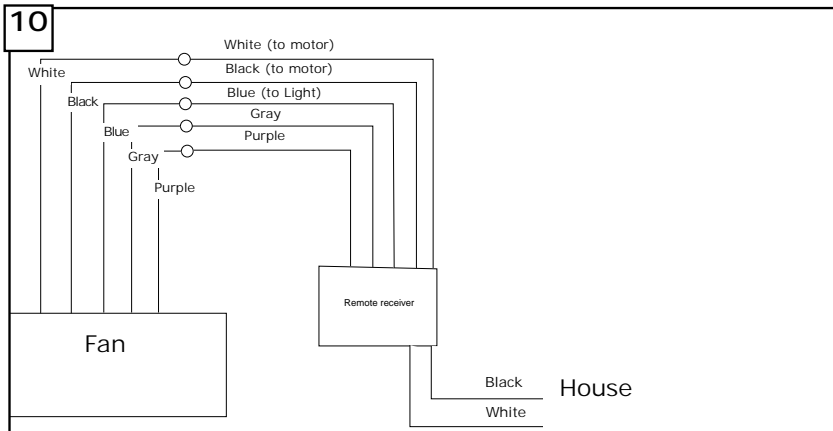 10
White (to motor)
White
Black (to motor)
Black
Blue (to Light)
Blue
Gray
Gray
Purple
Purple
Fan
Remote receiver
Black
House
White